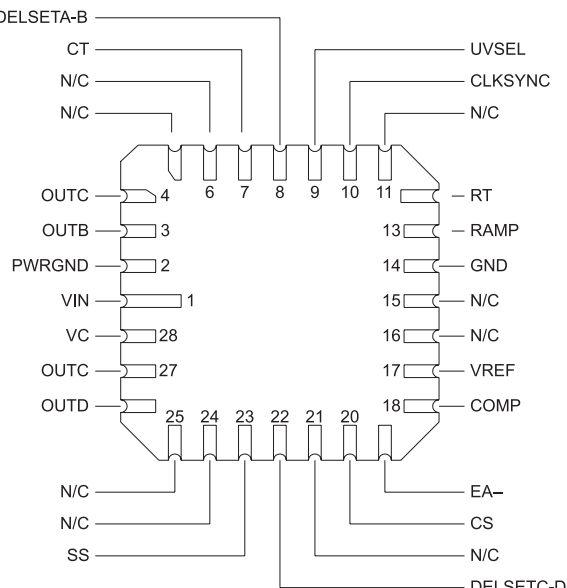 DELSETA-B
CT
UVSEL
N/C
CLKSYNC
N/C
N/C
6
7
8
9
10
11
OUTC
4
RT
OUTB
3
13
RAMP
PWRGND
2
14
GND
VIN
1
15
N/C
VC
28
16
N/C
OUTC
27
17
VREF
OUTD
18
COMP
25
24
23
22
21
20
N/C
EA–
N/C
CS
SS
N/C
DELSETC-D